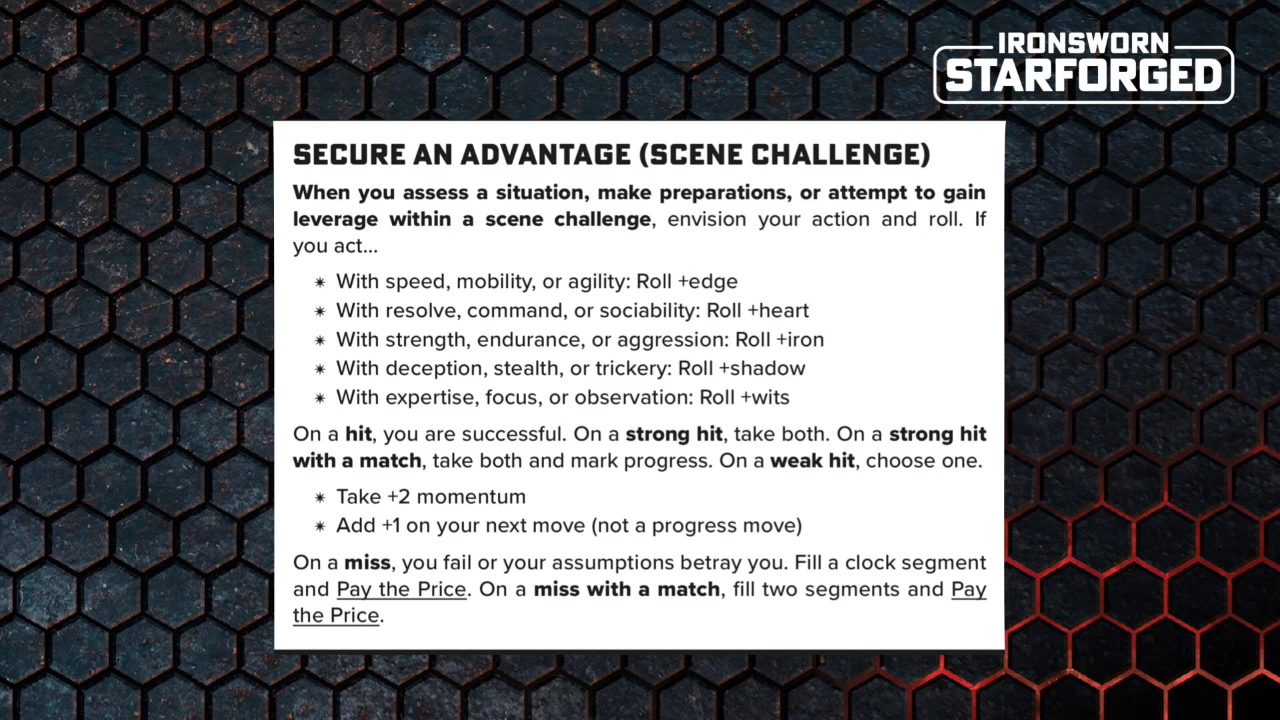 IRONSWORN
STARFORGED
SECURE AN ADVANTAGE (SCENE CHALLENGE)
When you assess a situation, make preparations, or attempt to gain
leverage within a scene challenge, envision your action and roll. If
you act...
✴ With speed, mobility, or agility: Roll +edge
✴ With resolve, command, or sociability: Roll +heart
✴ With strength, endurance, or aggression: Roll +iron
✴ With deception, stealth, or trickery: Roll +shadow
✴ With expertise, focus, or observation: Roll +wits
On a hit, you are successful. On a strong hit, take both. On a strong hit
with a match, take both and mark progress. On a weak hit, choose one.
✴ Take +2 momentum
✴ Add +1 on your next move (not a progress move)
On a miss, you fail or your assumptions betray you. Fill a clock segment
and Pay the Price. On a miss with a match, fill two segments and Pay
the Price.